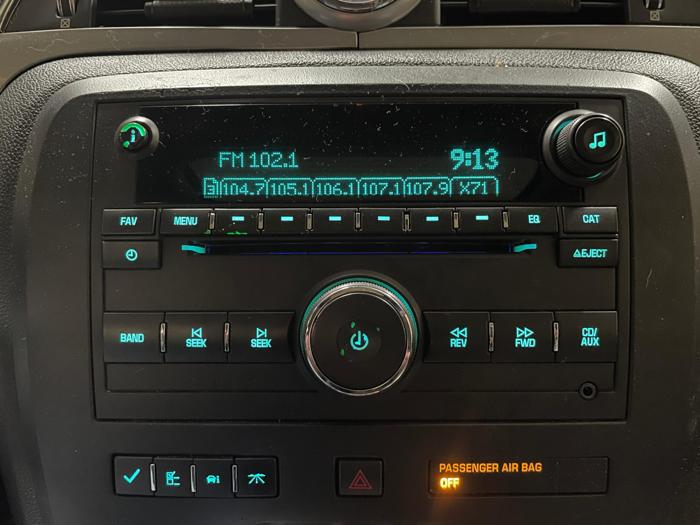 FM 102.1 9:13
3 104.7 105.1 106.1 107.1 107.9 X71
FAV MENU EQ CAT
EJECT
BAND SEEK SEEK REV FWD CD/
AUX
PASSENGER AIR BAG
OFF